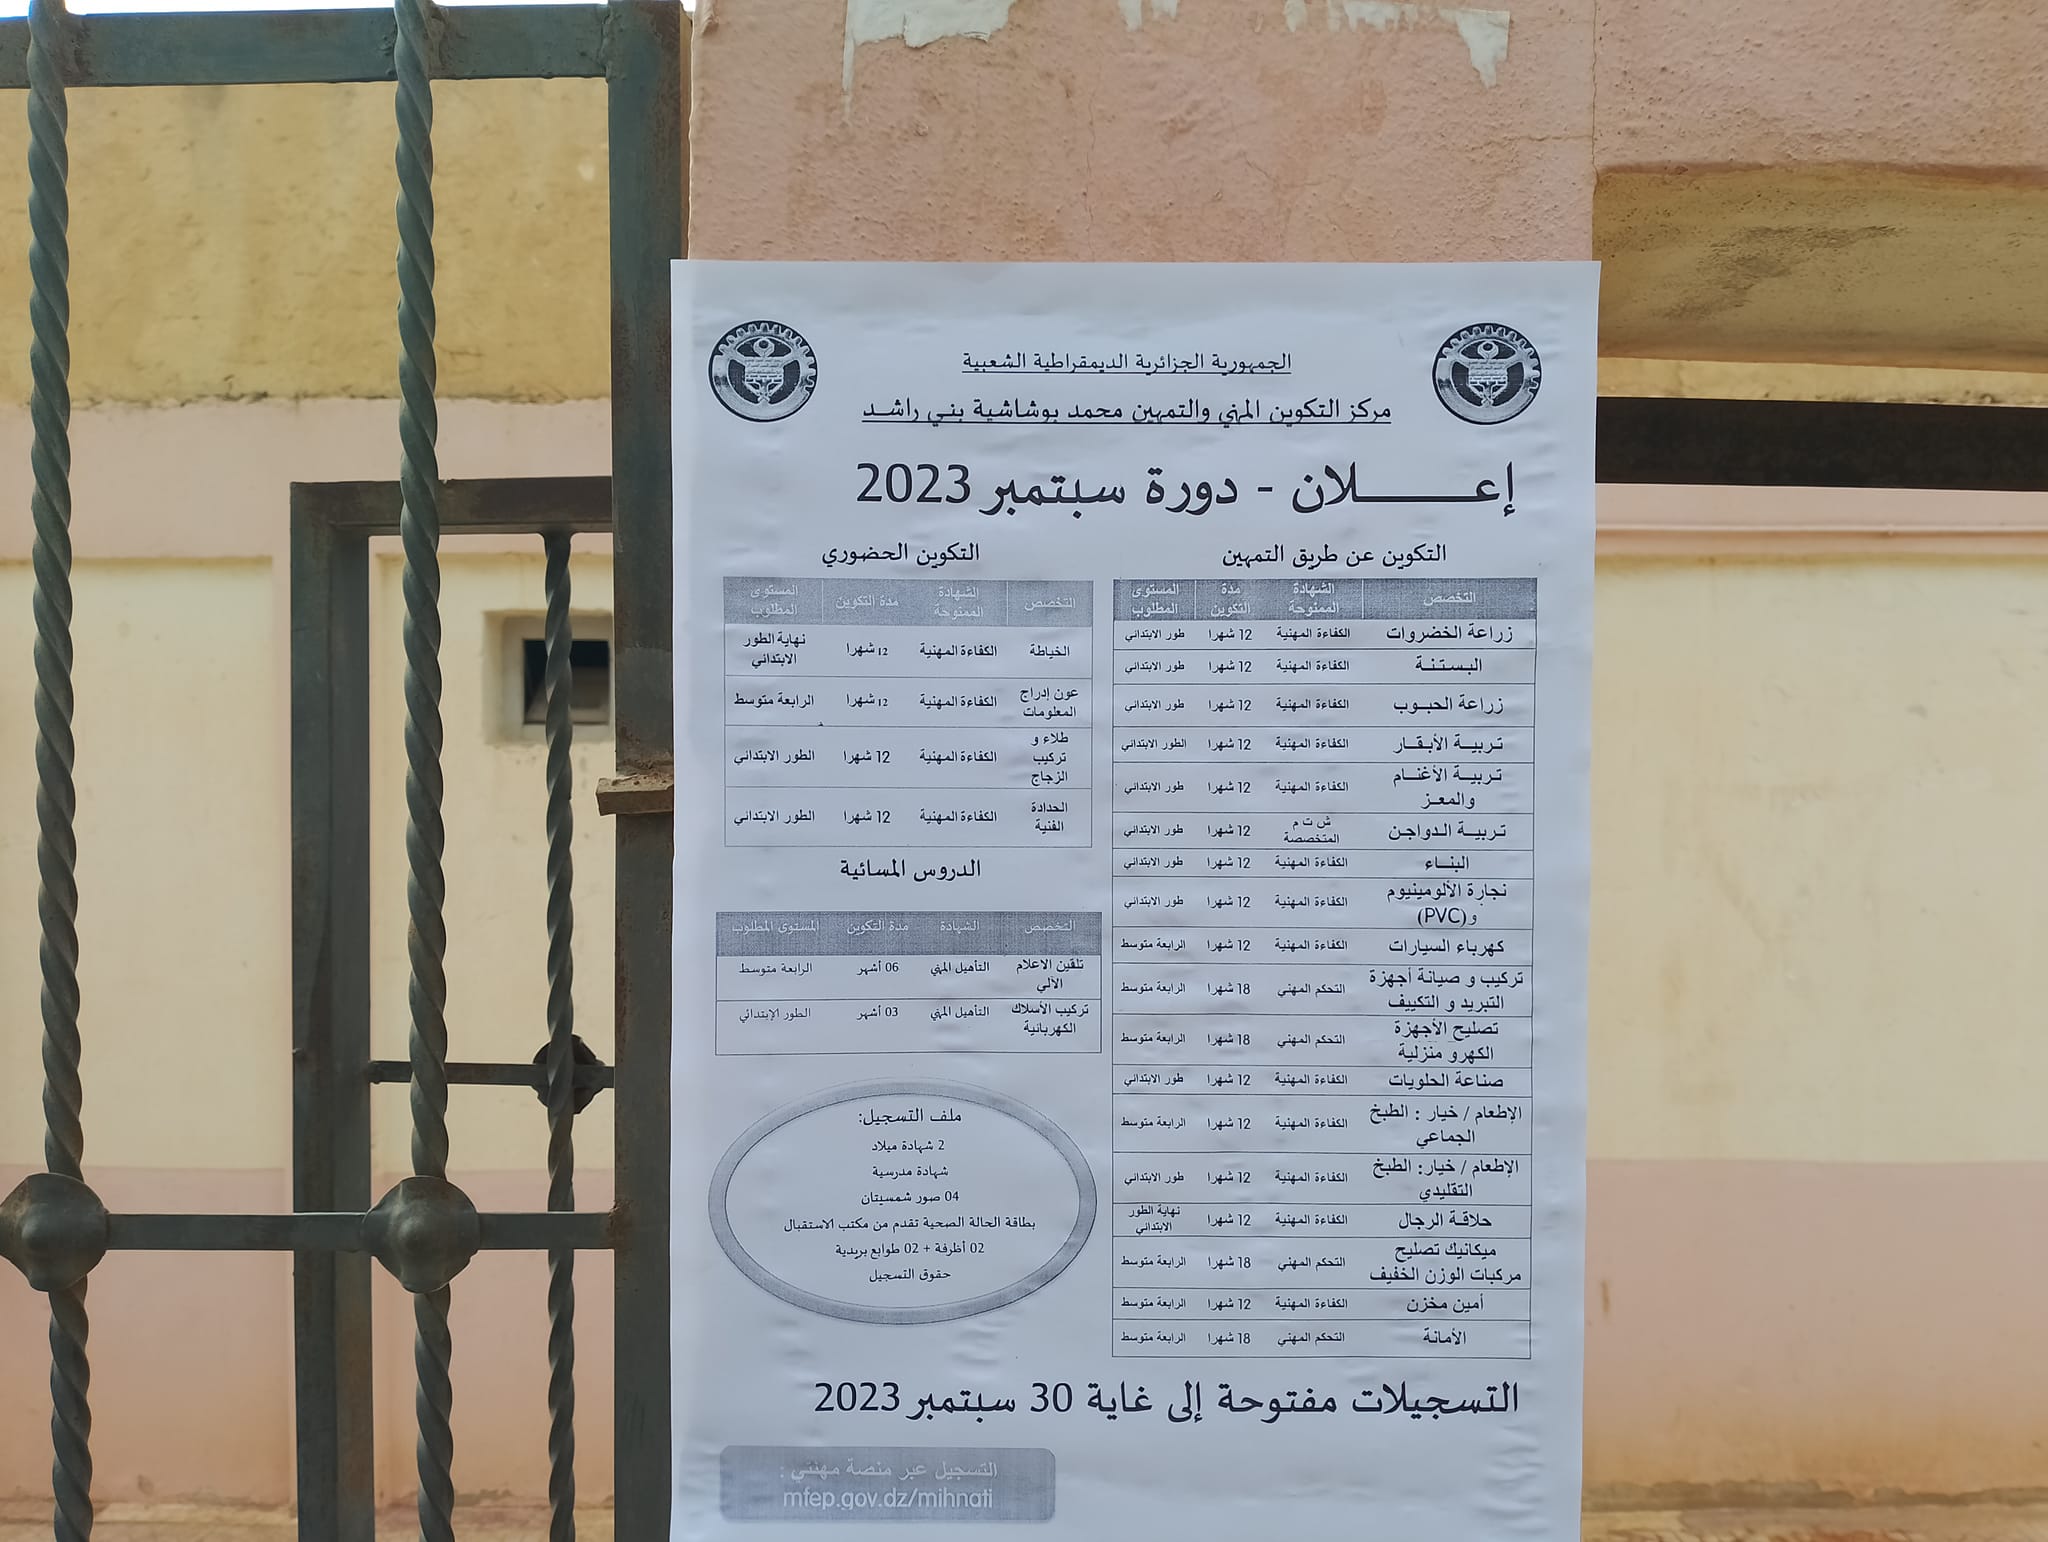 الجمهورية الجزائرية الديمقراطية الشعبية
مركز التكوين المهني والتمهين محمد بوشاشية بني راشد
إعلان - دورة سبتمبر 2023
التكوين عن طريق التمهين
التخصص الشهادة الممنوحة مدة التكوين المستوى المطلوب
زراعة الخضروات الكفاءة المهنية 12 شهرا طور الابتدائي
البستنة الكفاءة المهنية 12 شهرا طور الابتدائي
زراعة الحبوب الكفاءة المهنية 12 شهرا طور الابتدائي
تربية الأبقار الكفاءة المهنية 12 شهرا الطور الابتدائي
تربية الأغنام والمعز الكفاءة المهنية 12 شهرا طور الابتدائي
تربية الدواجن ش ت م المتخصصة 12 شهرا طور الابتدائي
البناء الكفاءة المهنية 12 شهرا طور الابتدائي
نجارة الألومينيوم و(PVC) الكفاءة المهنية 12 شهرا طور الابتدائي
كهرباء السيارات الكفاءة المهنية 12 شهرا الرابعة متوسط
تركيب و صيانة أجهزة التبريد و التكييف التحكم المهني 18 شهرا الرابعة متوسط
تصليح الأجهزة الكهرو منزلية التحكم المهني 18 شهرا الرابعة متوسط
صناعة الحلويات الكفاءة المهنية 12 شهرا طور الابتدائي
الإطعام / خيار : الطبخ الجماعي الكفاءة المهنية 12 شهرا الرابعة متوسط
الإطعام / خيار: الطبخ التقليدي الكفاءة المهنية 12 شهرا طور الابتدائي
حلاقة الرجال الكفاءة المهنية 12 شهرا نهاية الطور الابتدائي
ميكانيك تصليح مركبات الوزن الخفيف التحكم المهني 18 شهرا الرابعة متوسط
أمين مخزن الكفاءة المهنية 12 شهرا الرابعة متوسط
الأمانة التحكم المهني 18 شهرا الرابعة متوسط
التكوين الحضوري
التخصص الشهادة الممنوحة مدة التكوين المستوى المطلوب
الخياطة الكفاءة المهنية 12 شهرا نهاية الطور الابتدائي
عون إدراج المعلومات الكفاءة المهنية 12 شهرا الرابعة متوسط
طلاء و تركيب الزجاج الكفاءة المهنية 12 شهرا الطور الابتدائي
الحدادة الفنية الكفاءة المهنية 12 شهرا الطور الابتدائي
الدروس المسائية
التخصص الشهادة مدة التكوين المستوى المطلوب
تلقين الاعلام الآلي التأهيل المهني 06 أشهر الرابعة متوسط
تركيب الأسلاك الكهربائية التأهيل المهني 03 أشهر الطور الإبتدائي
ملف التسجيل:
2 شهادة ميلاد
شهادة مدرسية
04 صور شمسيتان
بطاقة الحالة الصحية تقدم من مكتب الاستقبال
02 أظرفة + 02 طوابع بريدية
حقوق التسجيل
التسجيلات مفتوحة إلى غاية 30 سبتمبر 2023
التسجيل عبر منصة مهنتي :
mfep.gov.dz/mihnati